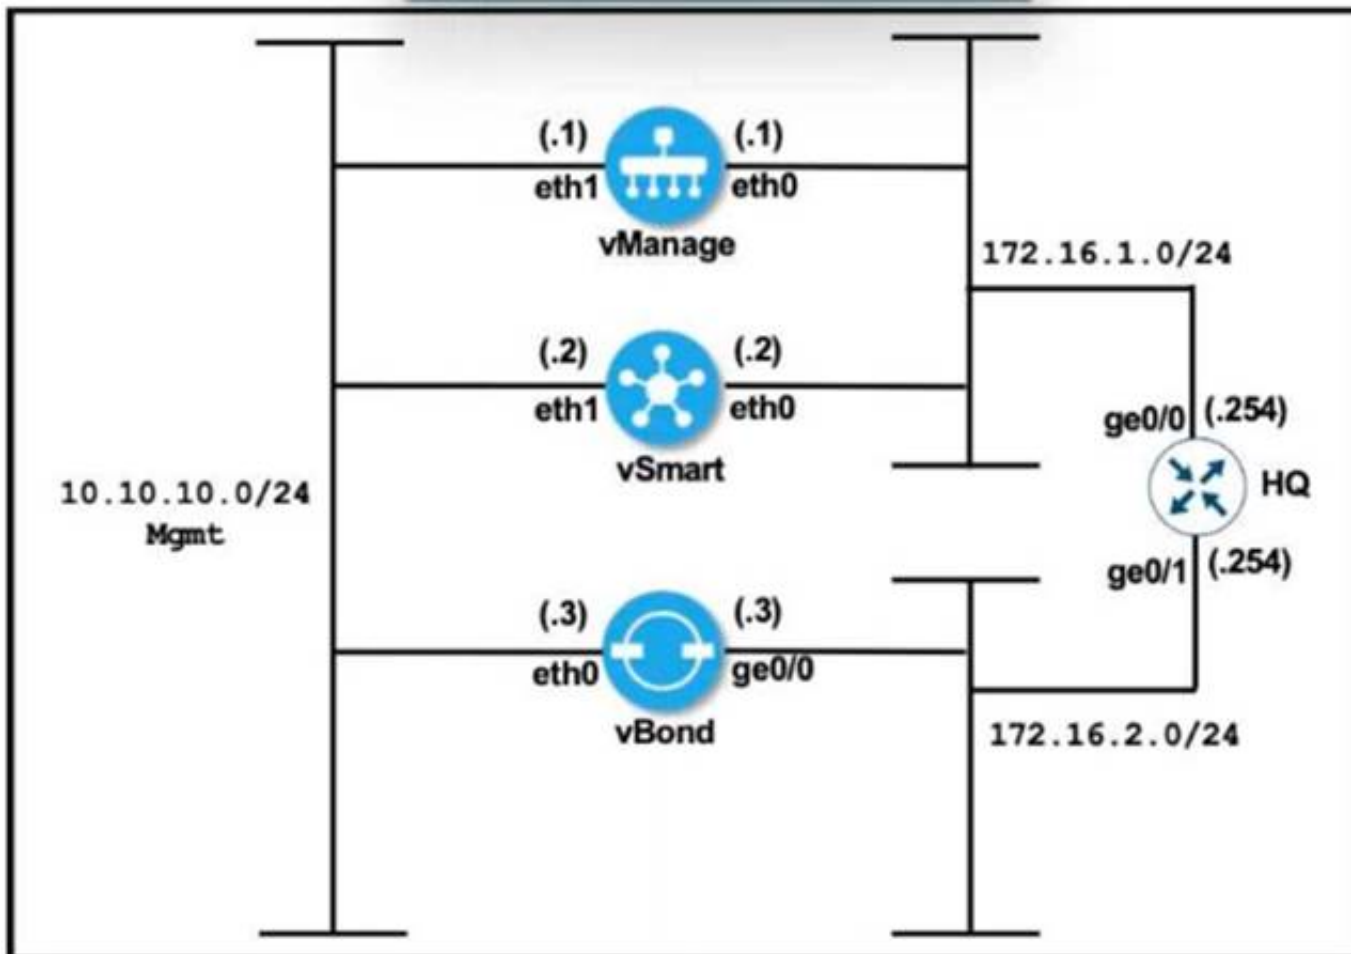 (.1) (.1)
eth1 eth0
vManage
172.16.1.0/24
(.2) (.2)
eth1 eth0
vSmart
ge0/0 (.254)
HQ
10.10.10.0/24
Mgmt
ge0/1 (.254)
(.3) (.3)
eth0 ge0/0
vBond
172.16.2.0/24